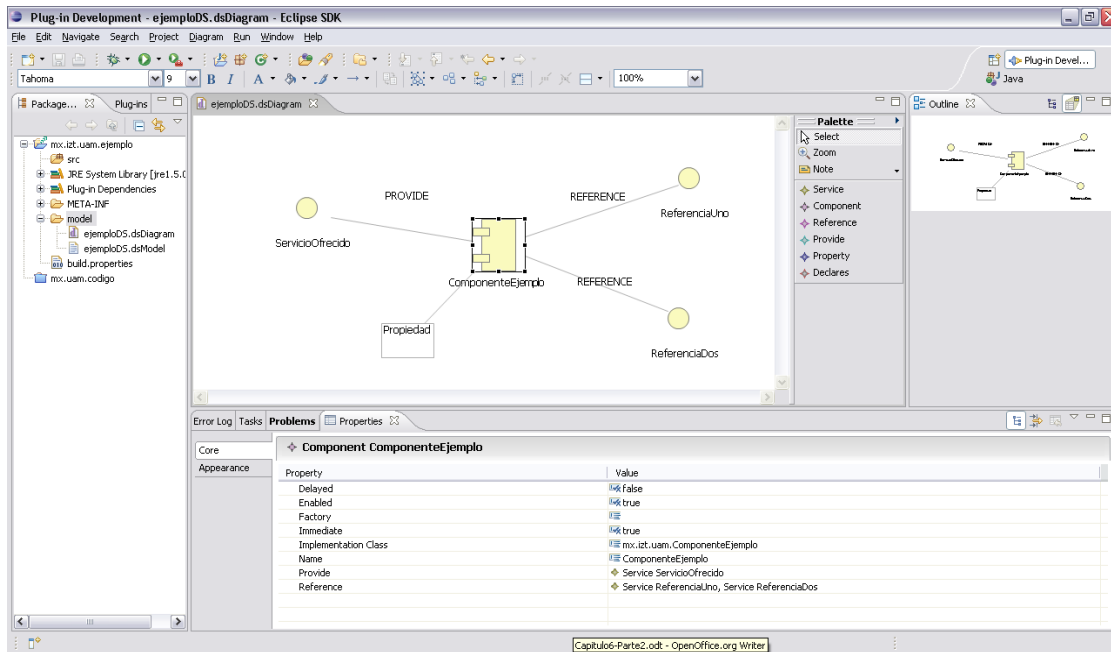 Plug-in Development - ejemploDS.dsDiagram - Eclipse SDK
File Edit Navigate Search Project Diagram Run Window Help
Plug-in Devel...
Tahoma 9 B I A 100%
Java
Package... Plug-ins
ejemploDS.dsDiagram
Outline
mx.izt.uam.ejemplo
src
JRE System Library [jre1.5.0
Plug-in Dependencies
META-INF
model
ejemploDS.dsDiagram
ejemploDS.dsModel
build.properties
mx.uam.codigo
PROVIDE
REFERENCE
ReferenciaUno
ServicioOfrecido
ComponenteEjemplo
REFERENCE
Propiedad
ReferenciaDos
Palette
Select
Zoom
Note
Service
Component
Reference
Provide
Property
Declares
Error Log Tasks Problems Properties
Core
Appearance
Component ComponenteEjemplo
Property Value
Delayed false
Enabled true
Factory
Immediate true
Implementation Class mx.izt.uam.ComponenteEjemplo
Name ComponenteEjemplo
Provide Service ServicioOfrecido
Reference Service ReferenciaUno, Service ReferenciaDos
Capitulo6-Parte2.odt - OpenOffice.org Writer